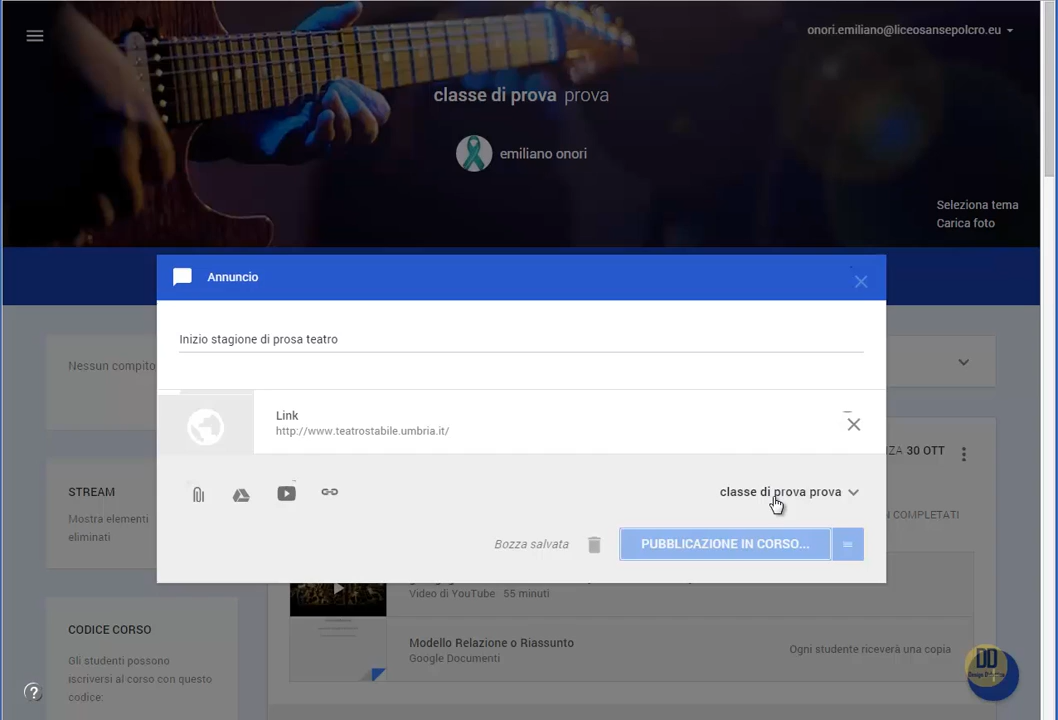 onori.emiliano@liceosansepolcro.eu
classe di prova prova
emiliano onori
Seleziona tema
Carica foto
Annuncio
Inizio stagione di prosa teatro
Nessun compito
Link
http://www.teatrostabile.umbria.it/
ZA 30 OTT
STREAM
Mostra elementi
eliminati
classe di prova prova
N COMPLETATI
Bozza salvata
PUBBLICAZIONE IN CORSO...
Video di YouTube 55 minuti
CODICE CORSO
Gli studenti possono
iscriversi al corso con questo
codice:
Modello Relazione o Riassunto
Google Documenti
Ogni studente riceverà una copia
DD
?